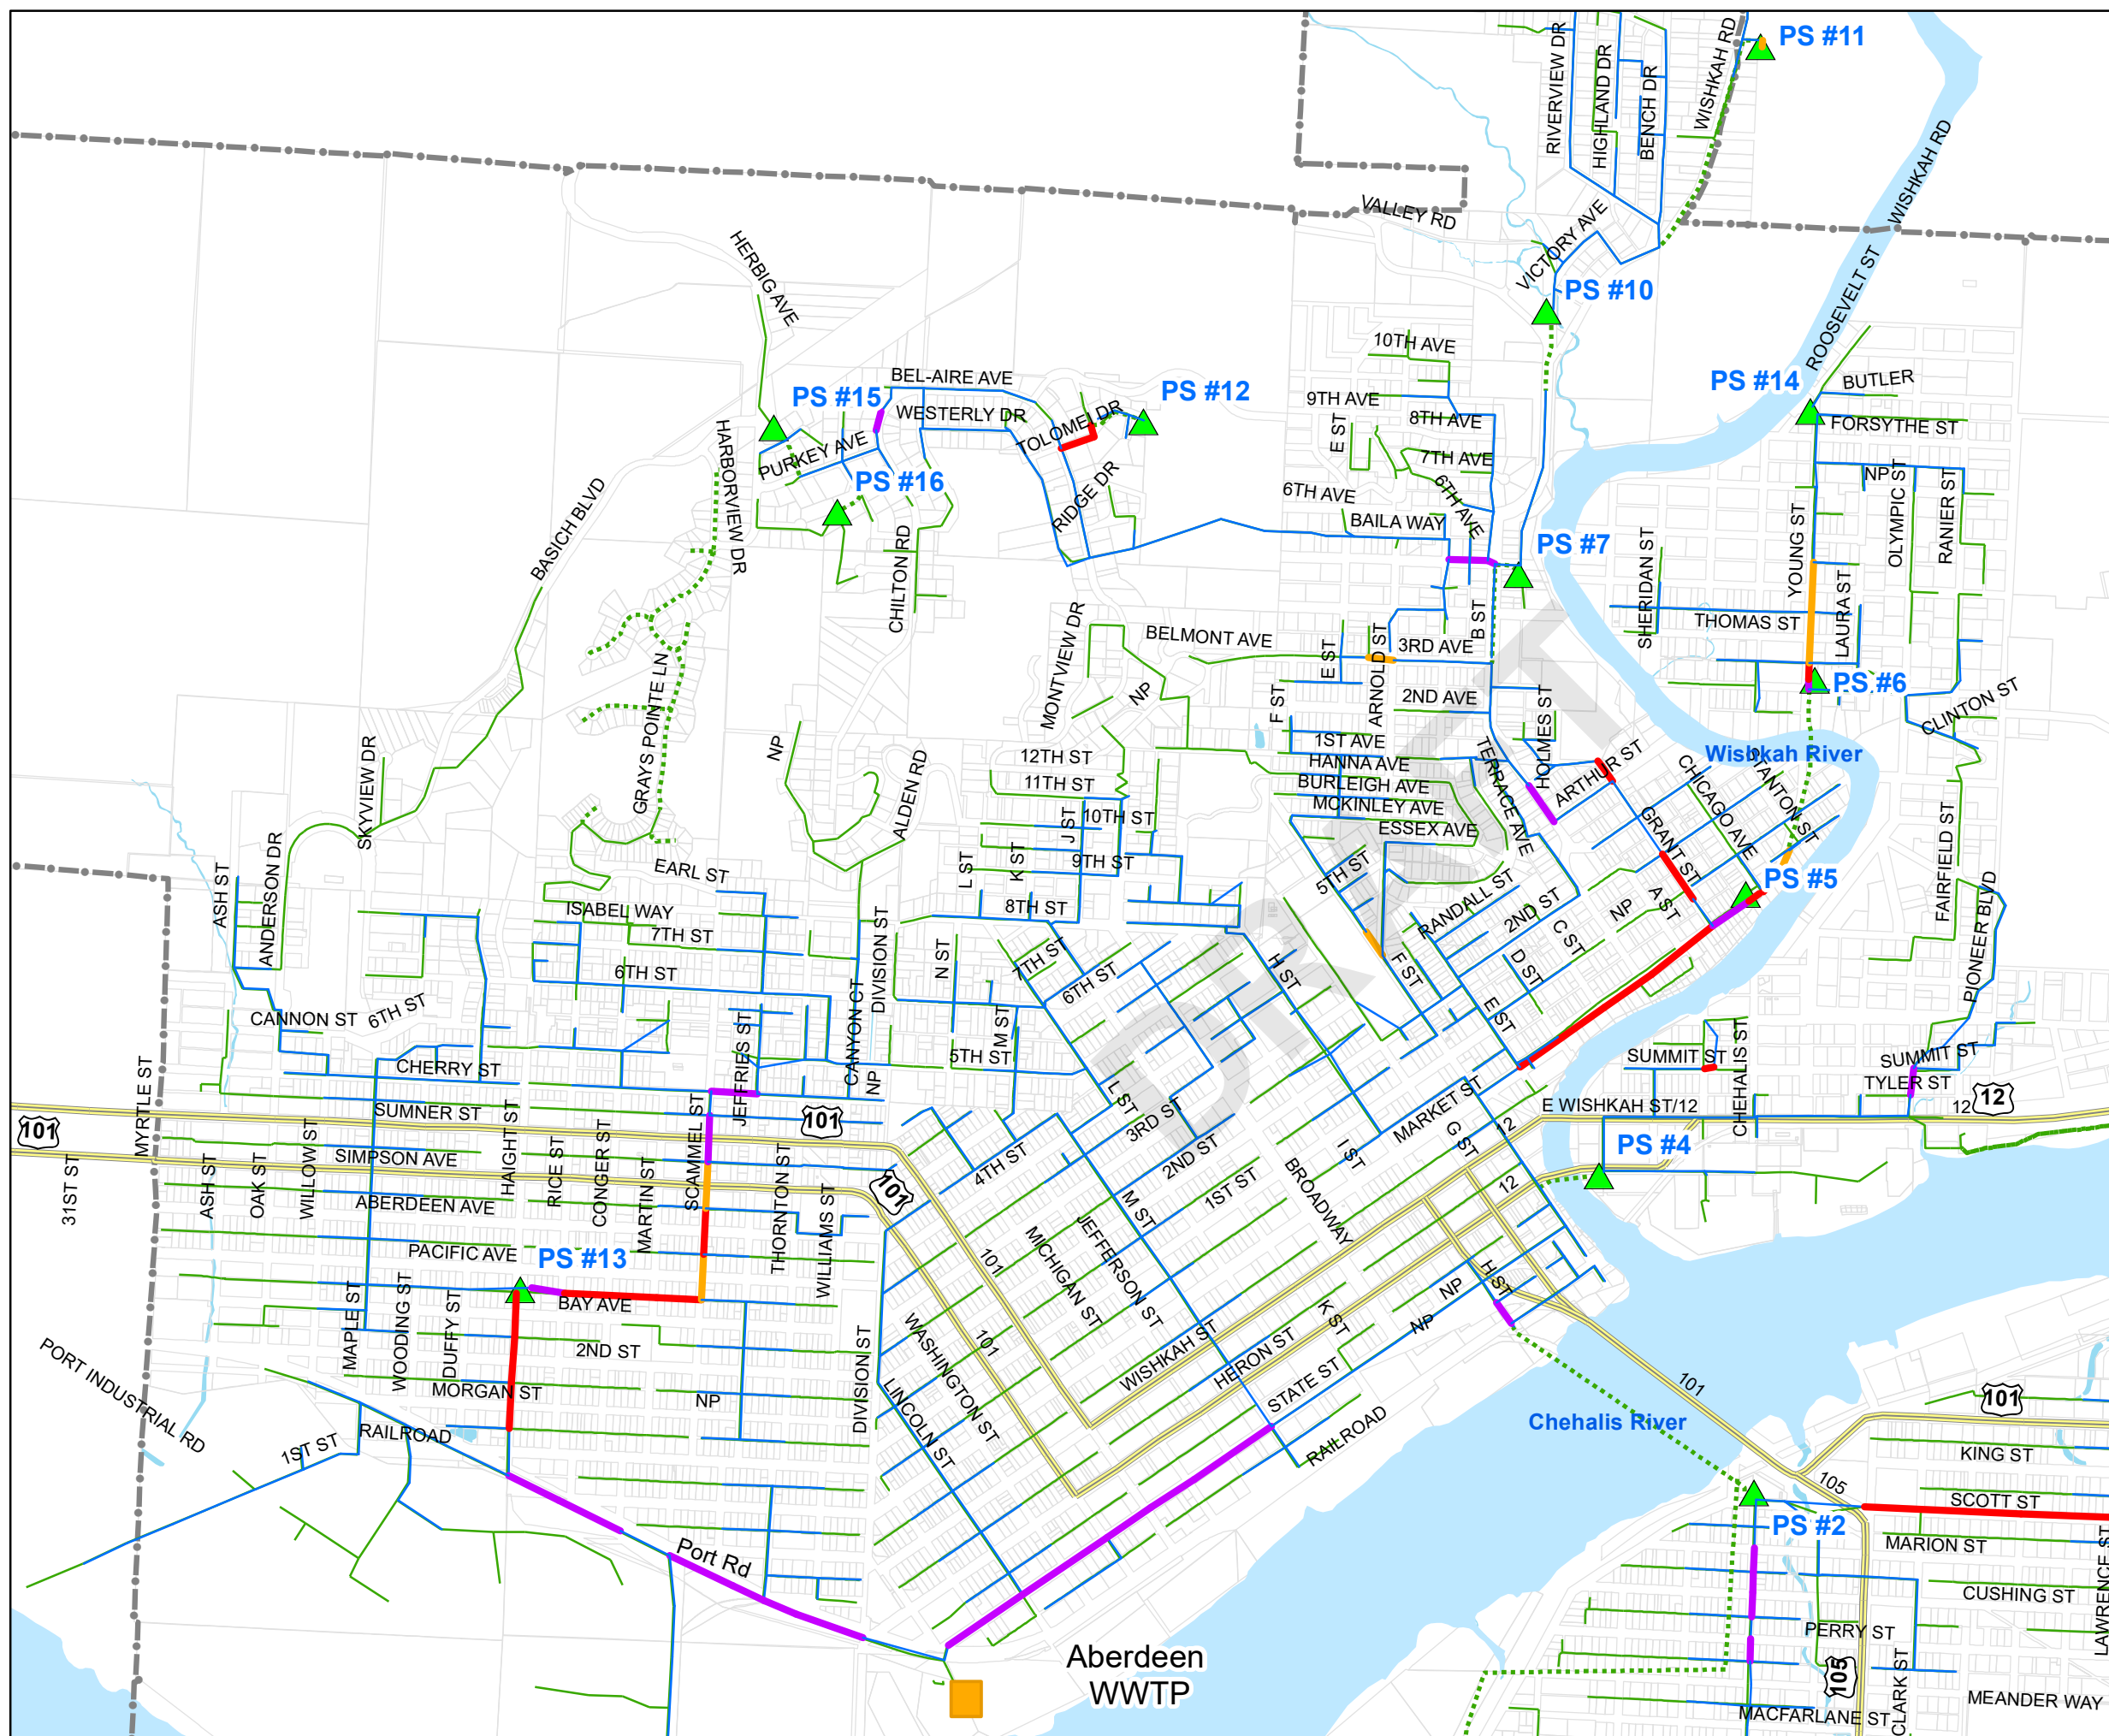 PS #11
RIVERVIEW DR
HIGHLAND DR
BENCH DR
WISHKAH RD
WISHKAH RD
VALLEY RD
VICTORY AVE
HERBIG AVE
PS #10
ROOSEVELT ST
10TH AVE
BEL-AIRE AVE
PS #15
WESTERLY DR
PS #12
TOLOMEI DR
9TH AVE
8TH AVE
E ST
PS #14
BUTLER
FORSYTHE ST
HARBORVIEW DR
PURKEY AVE
PS #16
RIDGE DR
7TH AVE
6TH AVE
6TH AVE
NP
OLYMPIC ST
RANIER ST
BASICH BLVD
BAILA WAY
YOUNG ST
PS #7
SHERIDAN ST
CHILTON RD
LAURA ST
B ST
THOMAS ST
BELMONT AVE
3RD AVE
E ST
ARNOLD ST
MONTVIEW DR
GRAYS POINTE LN
NP
2ND AVE
F ST
HOLMES ST
PS #6
CLINTON ST
NP
SKYVIEW DR
12TH ST
1ST AVE
HANNA AVE
TERRACE AVE
Wishkah River
STANTON ST
CHICAGO AVE
ARTHUR ST
11TH ST
BURLEIGH AVE
ALDEN RD
MCKINLEY AVE
10TH ST
J ST
ESSEX AVE
GRANT ST
FAIRFIELD ST
9TH ST
L ST
K ST
5TH ST
EARL ST
ASH ST
ANDERSON DR
PS #5
RANDALL ST
2ND ST
A ST
NP
PIONEER BLVD
8TH ST
ISABEL WAY
7TH ST
DIVISION ST
C ST
D ST
N ST
7TH ST
6TH ST
H ST
F ST
6TH ST
6TH ST
CANNON ST
JEFFRIES ST
CANYON CT
M ST
E ST
DRAFT
5TH ST
NP
CHERRY ST
SUMMIT ST
CHEHALIS ST
SUMMIT ST
TYLER ST
12
MYRTLE ST
SUMNER ST
101
HAIGHT ST
SCAMMEL ST
101
L ST
3RD ST
MARKET ST
G ST
12
E WISHKAH ST/12
12
PS #4
31ST ST
ASH ST
OAK ST
WILLOW ST
SIMPSON AVE
RICE ST
CONGER ST
MARTIN ST
THORNTON ST
WILLIAMS ST
101
4TH ST
2ND ST
1ST ST
I ST
BROADWAY
12
ABERDEEN AVE
M ST
JEFFERSON ST
MICHIGAN ST
101
PACIFIC AVE
PS #13
H ST
NP
NP
BAY AVE
K ST
MAPLE ST
WOODING ST
DUFFY ST
2ND ST
DIVISION ST
WASHINGTON ST
101
WISHKAH ST
HERON ST
STATE ST
PORT INDUSTRIAL RD
MORGAN ST
NP
LINCOLN ST
RAILROAD
1ST ST
RAILROAD
101
Chehalis River
101
KING ST
105
SCOTT ST
PS #2
MARION ST
LAWRENCE ST
Port Rd
CUSHING ST
PERRY ST
105
CLARK ST
MEANDER WAY
MACFARLANE ST
Aberdeen
WWTP